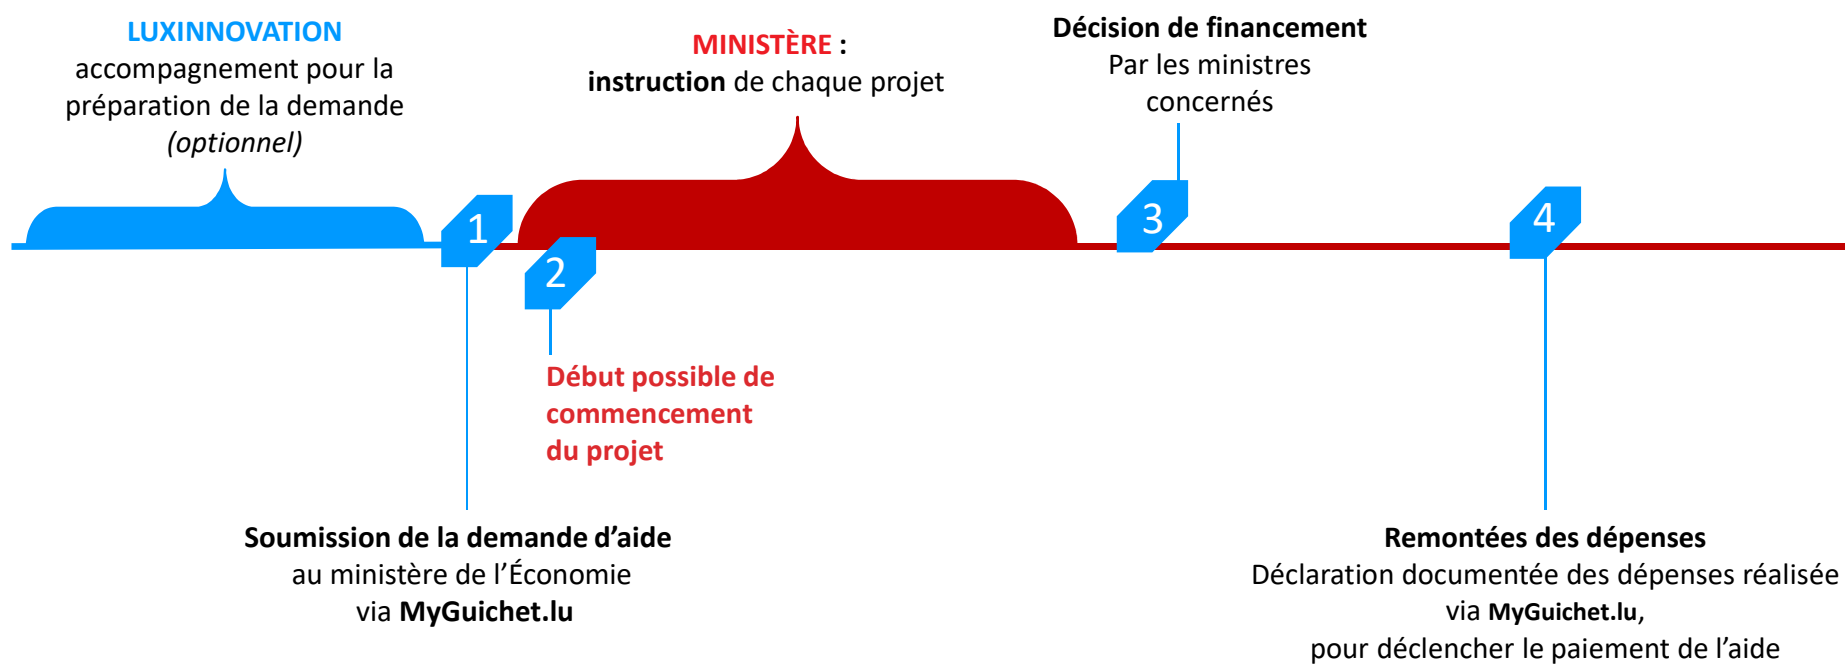 LUXINNOVATION
accompagnement pour la
préparation de la demande
(optionnel)
MINISTÈRE :
instruction de chaque projet
Décision de financement
Par les ministres
concernés
1
2
3
4
Début possible de
commencement
du projet
Soumission de la demande d’aide
au ministère de l’Économie
via MyGuichet.lu
Remontées des dépenses
Déclaration documentée des dépenses réalisée
via MyGuichet.lu,
pour déclencher le paiement de l’aide